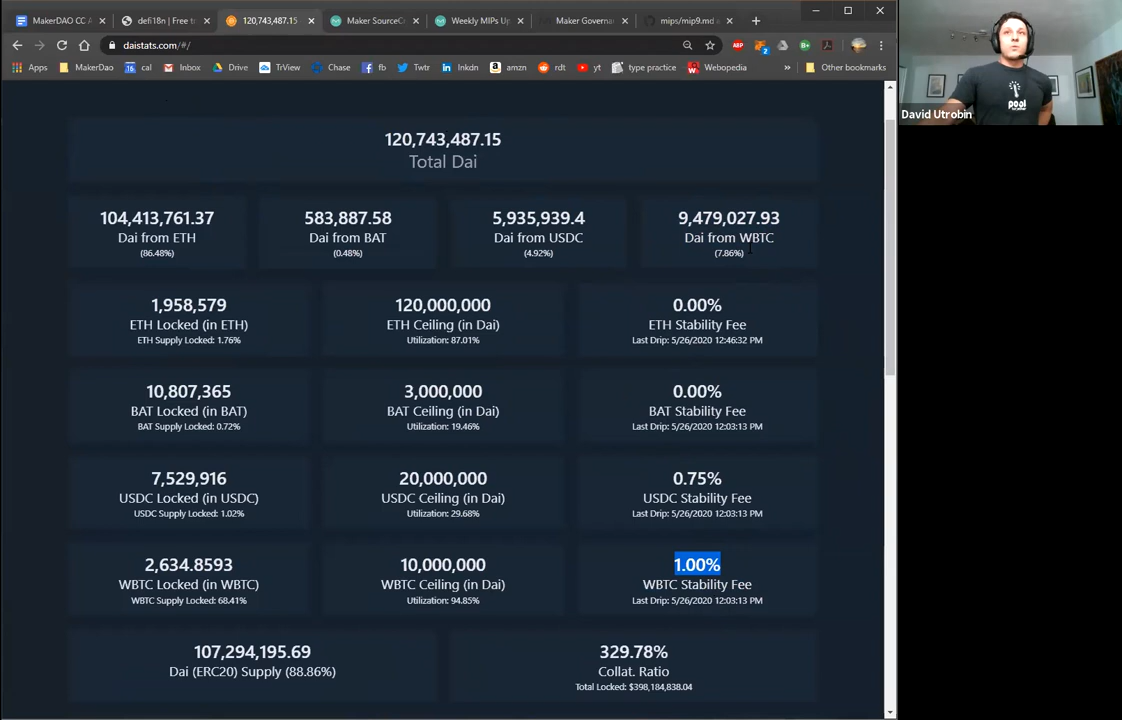 MakerDAO CC A
defi18n | Free t
120,743,487.15
Maker SourceC
Weekly MIPs Up
Maker Governa
mips/mip9.md
daistats.com/#/
Apps
MakerDao
cal
Inbox
Drive
TrView
Chase
fb
Twtr
lnkdn
amzn
rdt
yt
type practice
Webopedia
»
Other bookmarks
120,743,487.15
Total Dai
104,413,761.37
Dai from ETH
(86.48%)
583,887.58
Dai from BAT
(0.48%)
5,935,939.4
Dai from USDC
(4.92%)
9,479,027.93
Dai from WBTC
(7.86%)
1,958,579
ETH Locked (in ETH)
ETH Supply Locked: 1.76%
120,000,000
ETH Ceiling (in Dai)
Utilization: 87.01%
0.00%
ETH Stability Fee
Last Drip: 5/26/2020 12:46:32 PM
10,807,365
BAT Locked (in BAT)
BAT Supply Locked: 0.72%
3,000,000
BAT Ceiling (in Dai)
Utilization: 19.46%
0.00%
BAT Stability Fee
Last Drip: 5/26/2020 12:03:13 PM
7,529,916
USDC Locked (in USDC)
USDC Supply Locked: 1.02%
20,000,000
USDC Ceiling (in Dai)
Utilization: 29.68%
0.75%
USDC Stability Fee
Last Drip: 5/26/2020 12:03:13 PM
2,634.8593
WBTC Locked (in WBTC)
WBTC Supply Locked: 68.41%
10,000,000
WBTC Ceiling (in Dai)
Utilization: 94.85%
1.00%
WBTC Stability Fee
Last Drip: 5/26/2020 12:03:13 PM
107,294,195.69
Dai (ERC20) Supply (88.86%)
329.78%
Collat. Ratio
Total Locked: $398,184,838.04
pool
David Utrobin